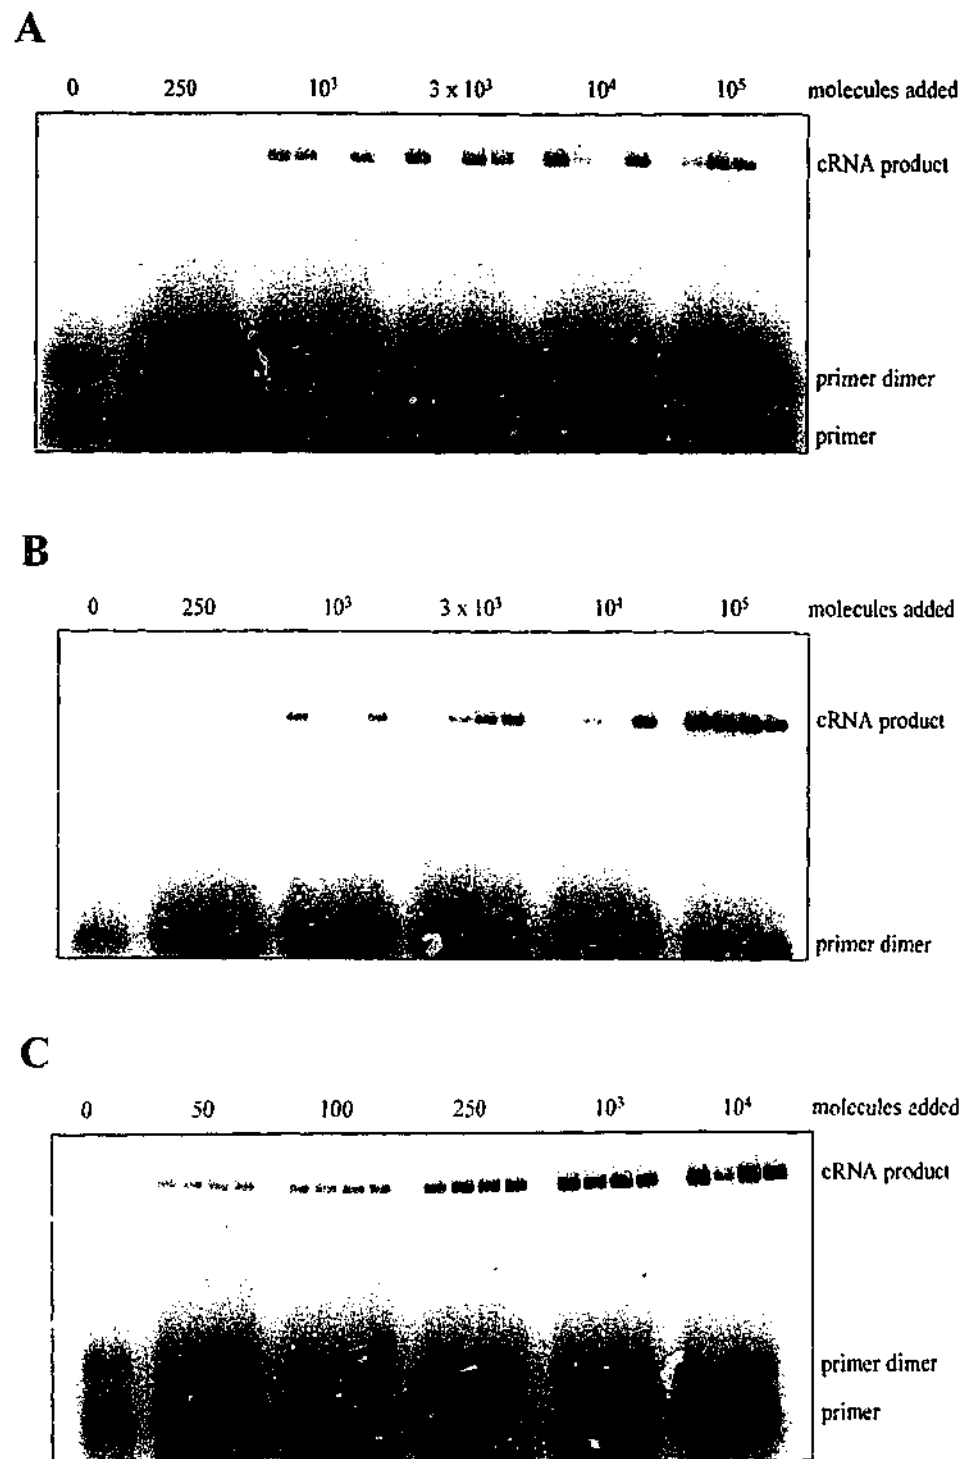 A
0 250 10³ 3 x 10³ 10⁴ 10⁵ molecules added
cRNA product
primer dimer
primer
B
0 250 10³ 3 x 10³ 10⁴ 10⁵ molecules added
cRNA product
primer dimer
C
0 50 100 250 10³ 10⁴ molecules added
cRNA product
primer dimer
primer